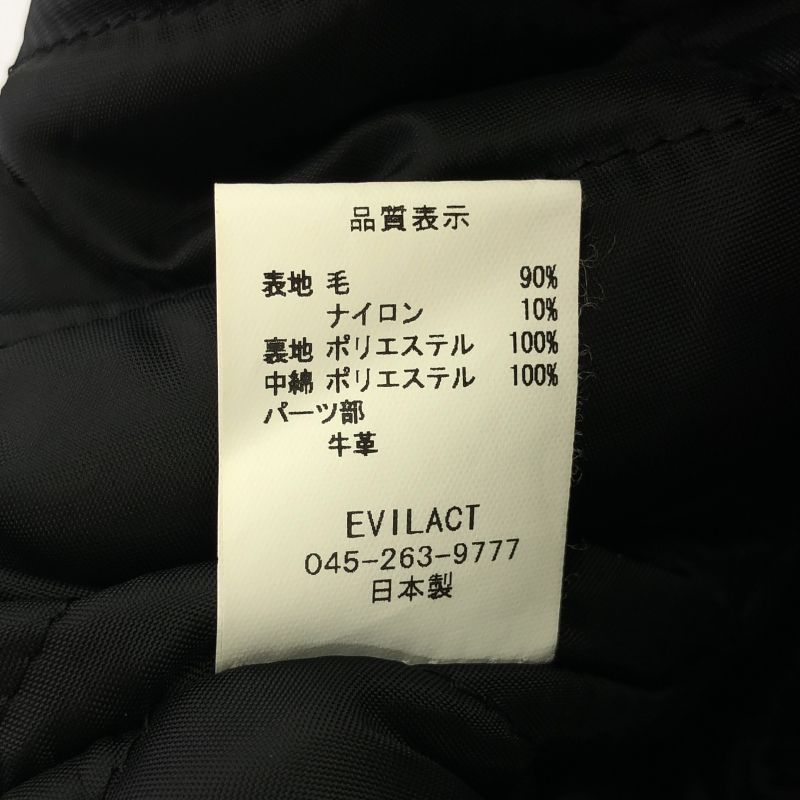 品質表示
表地 毛 90%
ナイロン 10%
裏地 ポリエステル 100%
中綿 ポリエステル 100%
パーツ部
牛革
EVILACT
045-263-9777
日本製